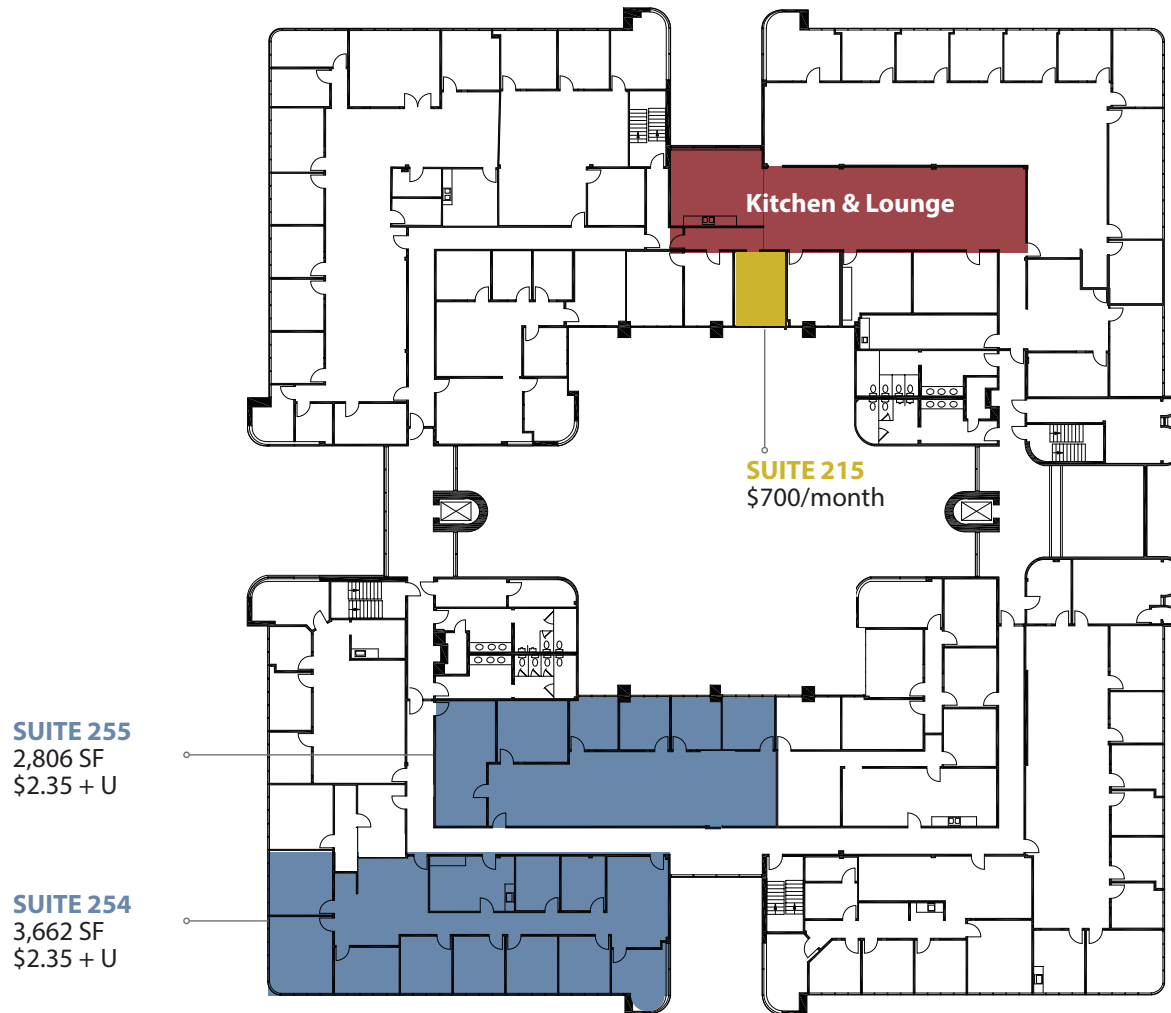 Kitchen & Lounge
SUITE 215
$700/month
SUITE 255
2,806 SF
$2.35 + U
SUITE 254
3,662 SF
$2.35 + U